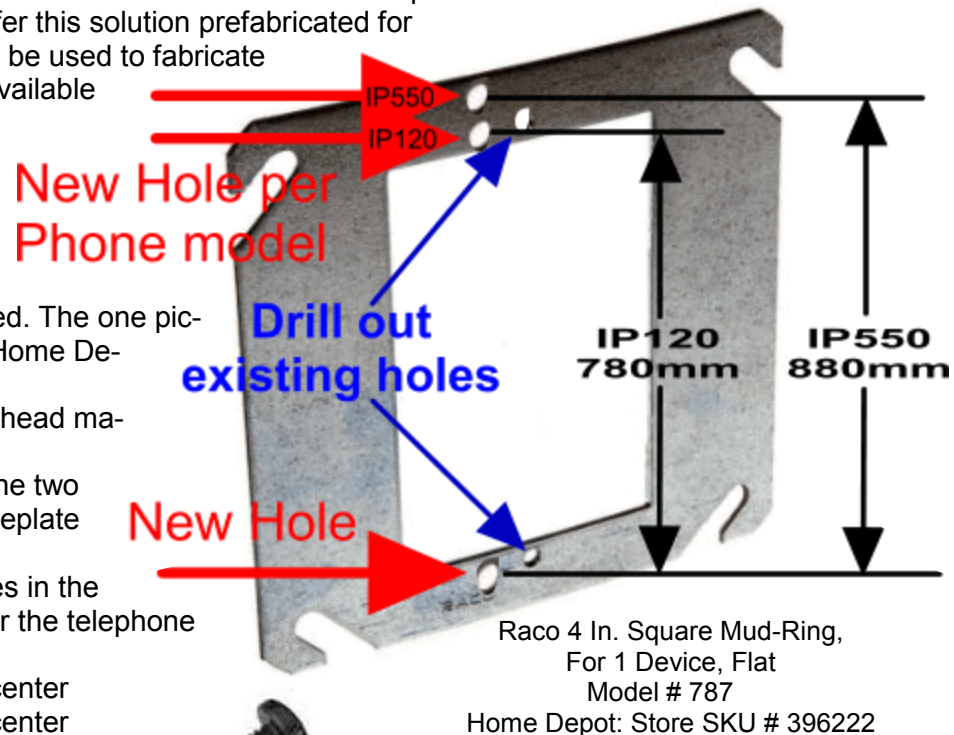 fer this solution prefabricated for
be used to fabricate
vailable
IP550
IP120
New Hole per
Phone model
ed. The one pic-
Home De-
head ma-
Drill out
existing holes
IP120
780mm
IP550
880mm
he two
eplate
New Hole
es in the
r the telephone
center
center
RACO
Raco 4 In. Square Mud-Ring,
For 1 Device, Flat
Model # 787
Home Depot: Store SKU # 396222